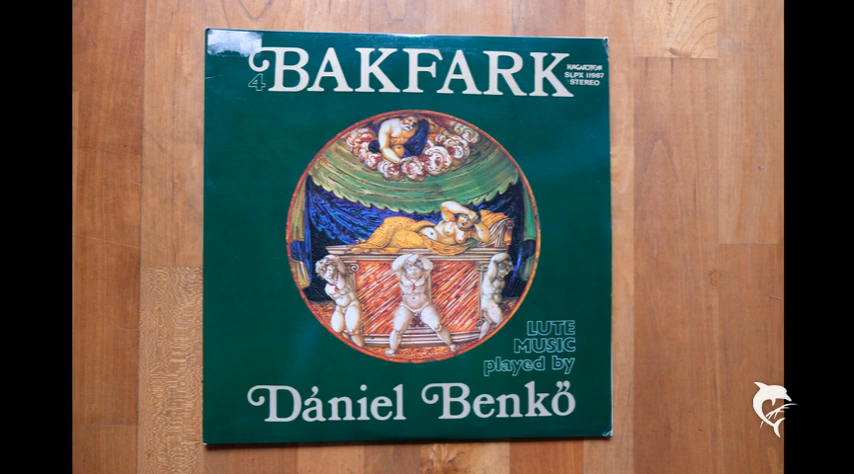 4 BAKFARK
HUNGAROTON
SLPX 11987
STEREO
LUTE
MUSIC
played by
Dániel Benkő